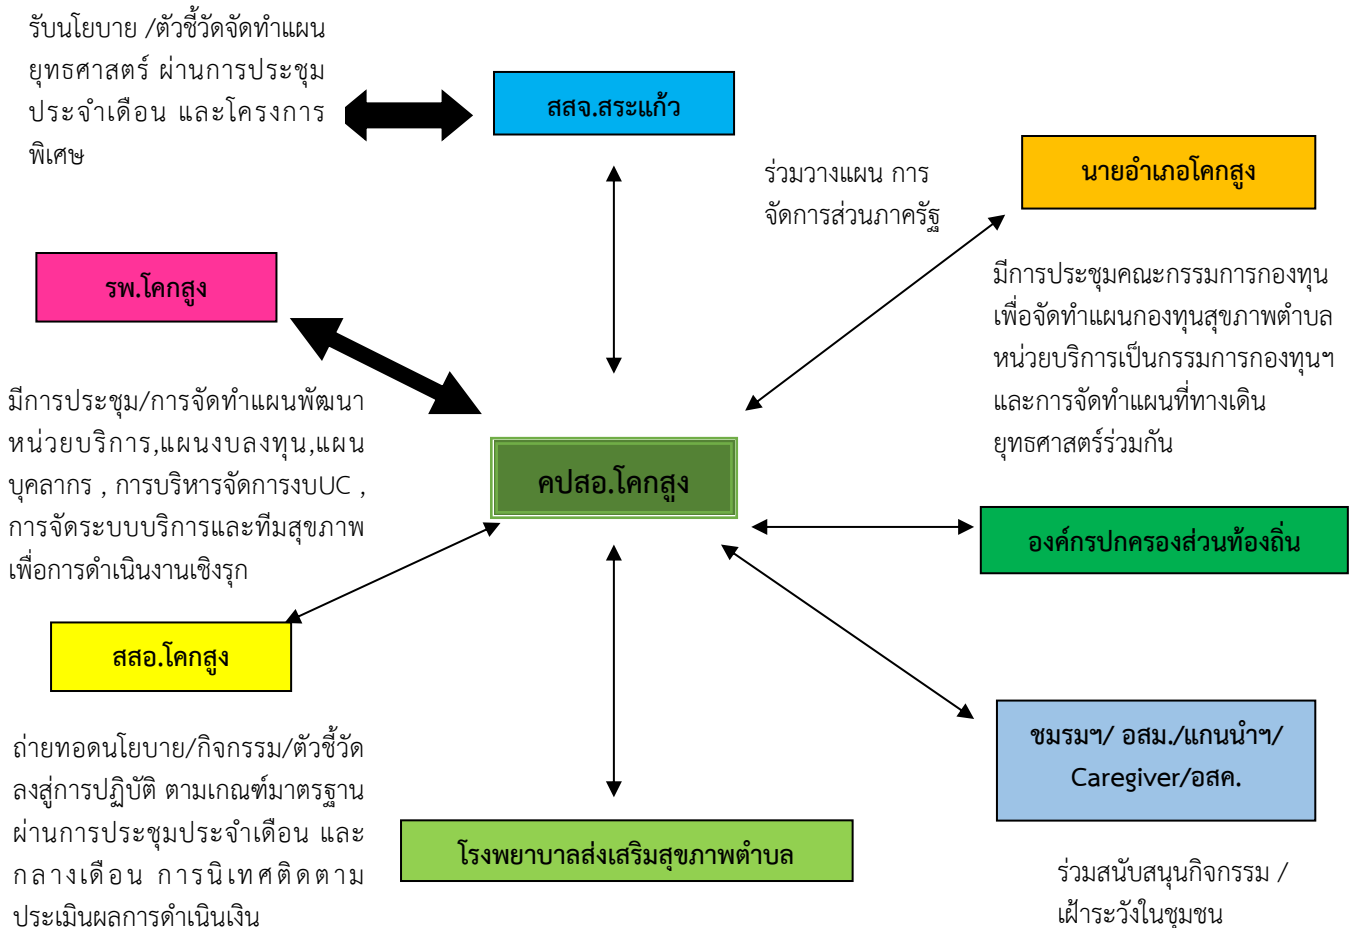 รับนโยบาย /ตัวชี้วัดจัดทำแผน
ยุทธศาสตร์ ผ่านการประชุม
ประจำเดือน และโครงการ
พิเศษ
สสจ.สระแก้ว
ร่วมวางแผน การ
จัดการส่วนภาครัฐ
นายอำเภอโคกสูง
รพ.โคกสูง
มีการประชุมคณะกรรมการกองทุน
เพื่อจัดทำแผนกองทุนสุขภาพตำบล
หน่วยบริการเป็นกรรมการกองทุนฯ
และการจัดทำแผนที่ทางเดิน
ยุทธศาสตร์ร่วมกัน
มีการประชุม/การจัดทำแผนพัฒนา
หน่วยบริการ,แผนงบลงทุน,แผน
บุคลากร , การบริหารจัดการงบUC ,
การจัดระบบบริการและทีมสุขภาพ
เพื่อการดำเนินงานเชิงรุก
คปสอ.โคกสูง
องค์กรปกครองส่วนท้องถิ่น
สสอ.โคกสูง
ชมรมฯ/ อสม./แกนนำฯ/
Caregiver/อสค.
ถ่ายทอดนโยบาย/กิจกรรม/ตัวชี้วัด
ลงสู่การปฏิบัติ ตามเกณฑ์มาตรฐาน
ผ่านการประชุมประจำเดือน และ
กลางเดือน การนิเทศติดตาม
ประเมินผลการดำเนินเงิน
โรงพยาบาลส่งเสริมสุขภาพตำบล
ร่วมสนับสนุนกิจกรรม /
เฝ้าระวังในชุมชน